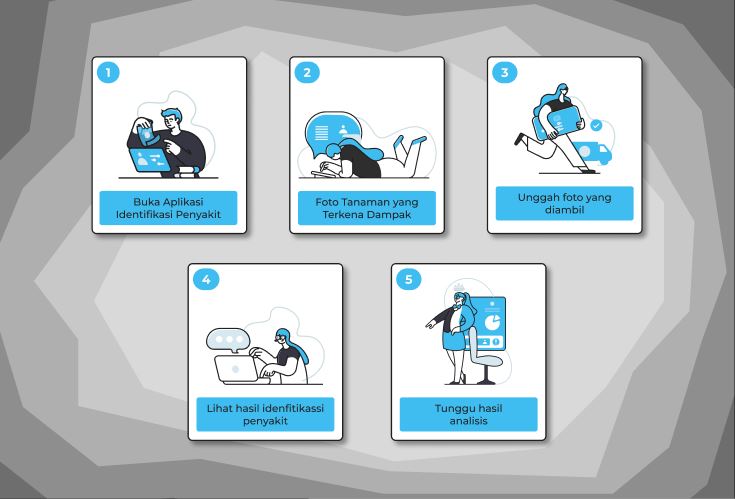 1
Buka Aplikasi
Identifikasi Penyakit
2
Foto Tanaman yang
Terkena Dampak
3
Unggah foto yang
diambil
4
Lihat hasil idenfitikassi
penyakit
5
Tunggu hasil
analisis